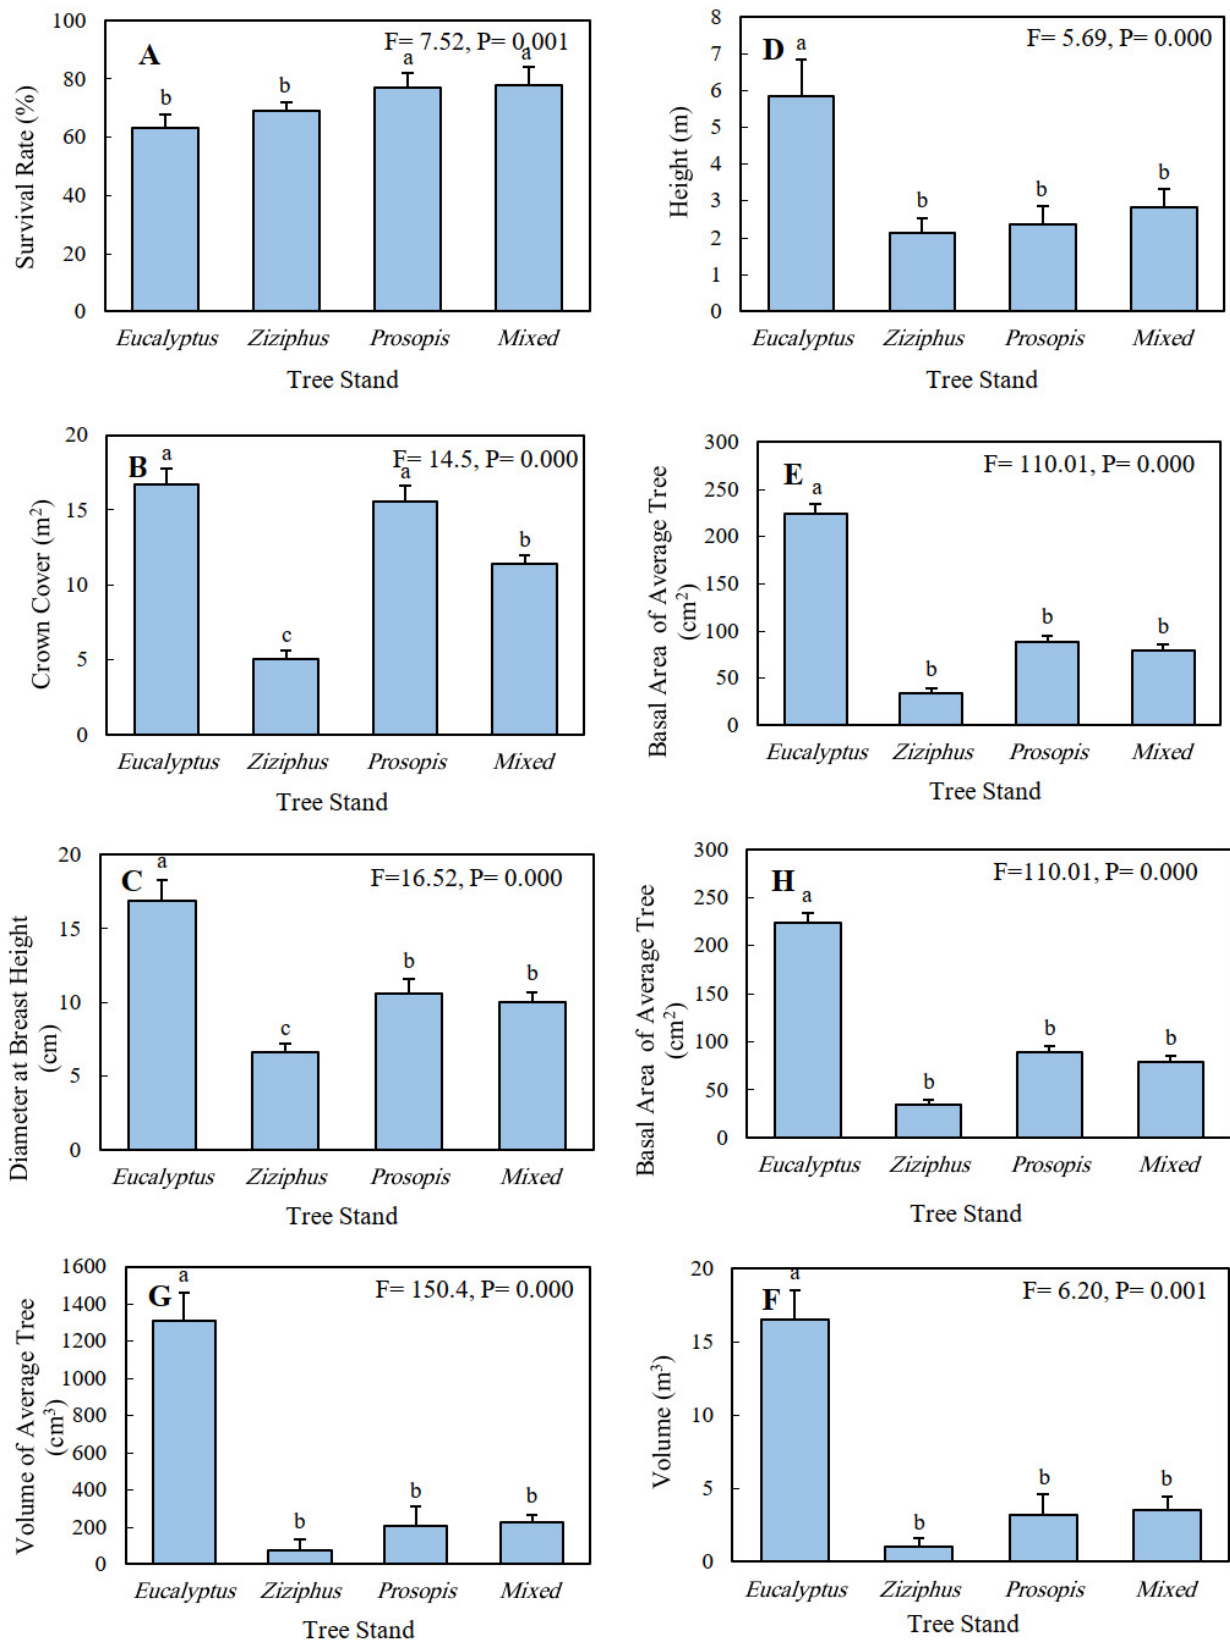 A
F= 7.52, P= 0.001
Survival Rate (%)
100
80
60
40
20
0
b
b
a
a
Eucalyptus Ziziphus Prosopis Mixed
Tree Stand
D
F= 5.69, P= 0.000
Height (m)
8
7
6
5
4
3
2
1
0
a
b
b
b
Eucalyptus Ziziphus Prosopis Mixed
Tree Stand
B
F= 14.5, P= 0.000
Crown Cover (m²)
20
15
10
5
0
a
c
a
b
Eucalyptus Ziziphus Prosopis Mixed
Tree Stand
E
F= 110.01, P= 0.000
Basal Area of Average Tree
(cm²)
300
250
200
150
100
50
0
a
b
b
b
Eucalyptus Ziziphus Prosopis Mixed
Tree Stand
C
F=16.52, P= 0.000
Diameter at Breast Height
(cm)
20
15
10
5
0
a
c
b
b
Eucalyptus Ziziphus Prosopis Mixed
Tree Stand
H
F=110.01, P= 0.000
Basal Area of Average Tree
(cm²)
300
250
200
150
100
50
0
a
b
b
b
Eucalyptus Ziziphus Prosopis Mixed
Tree Stand
G
F= 150.4, P= 0.000
Volume of Average Tree
(cm³)
1600
1400
1200
1000
800
600
400
200
0
a
b
b
b
Eucalyptus Ziziphus Prosopis Mixed
Tree Stand
F
F= 6.20, P= 0.001
Volume (m³)
20
15
10
5
0
a
b
b
b
Eucalyptus Ziziphus Prosopis Mixed
Tree Stand